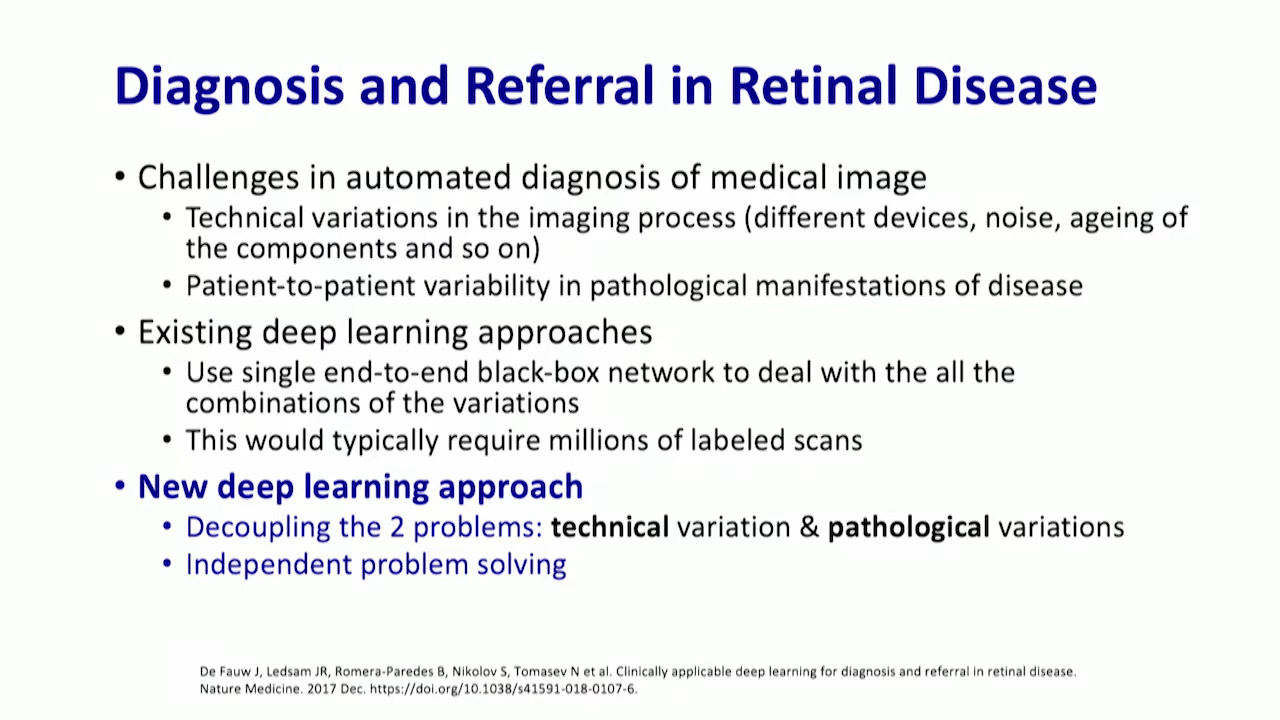 Diagnosis and Referral in Retinal Disease
• Challenges in automated diagnosis of medical image
• Technical variations in the imaging process (different devices, noise, ageing of
the components and so on)
• Patient-to-patient variability in pathological manifestations of disease
• Existing deep learning approaches
• Use single end-to-end black-box network to deal with the all the
combinations of the variations
• This would typically require millions of labeled scans
• New deep learning approach
• Decoupling the 2 problems: technical variation & pathological variations
• Independent problem solving
De Fauw J, Ledsam JR, Romera-Paredes B, Nikolov S, Tomasev N et al. Clinically applicable deep learning for diagnosis and referral in retinal disease.
Nature Medicine. 2017 Dec. https://doi.org/10.1038/s41591-018-0107-6.